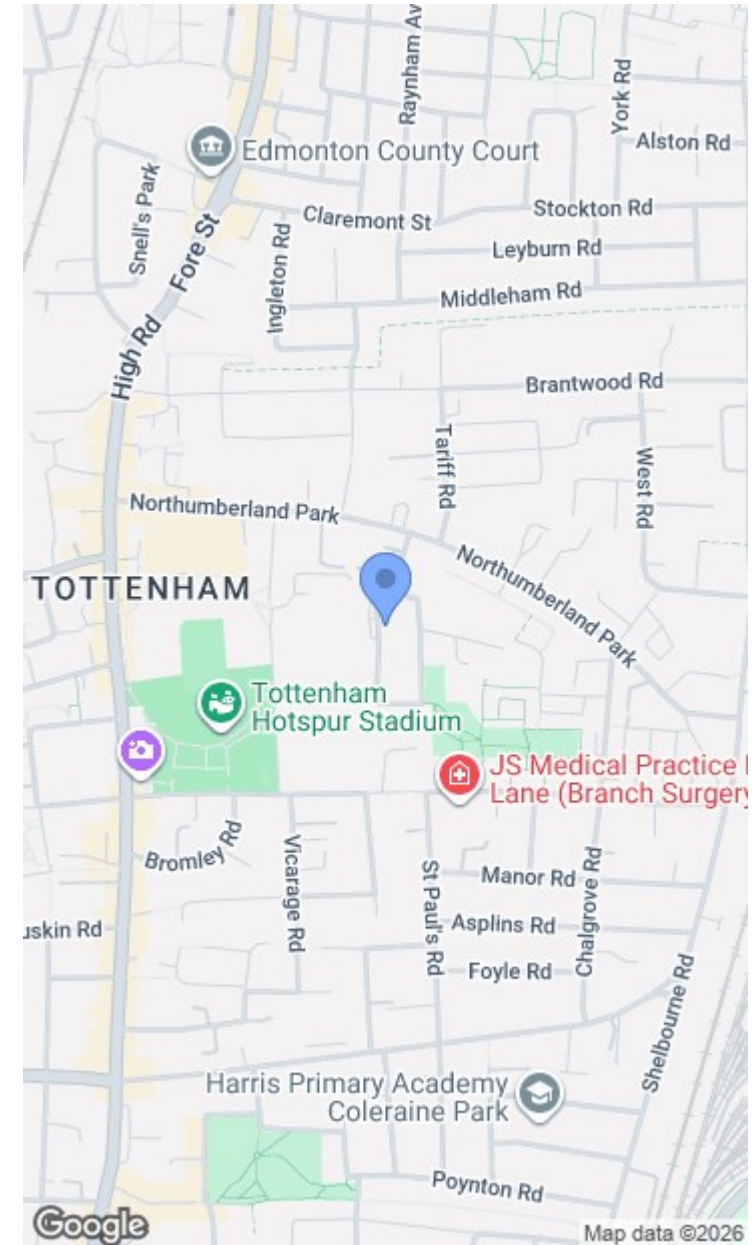 Raynham Av
York Rd
Edmonton County Court
Alston Rd
Snell's Park
Fore St
Claremont St
Stockton Rd
Ingleton Rd
Leyburn Rd
Middleham Rd
High Rd
Brantwood Rd
Tariff Rd
West Rd
Northumberland Park
Northumberland Park
TOTTENHAM
Tottenham
Hotspur Stadium
JS Medical Practice
Lane (Branch Surgery
Bromley Rd
Vicarage Rd
St Paul's Rd
Manor Rd
Chalgrove Rd
uskin Rd
Asplins Rd
Foyle Rd
Shelbourne Rd
Harris Primary Academy
Coleraine Park
Poynton Rd
Google
Map data ©2026